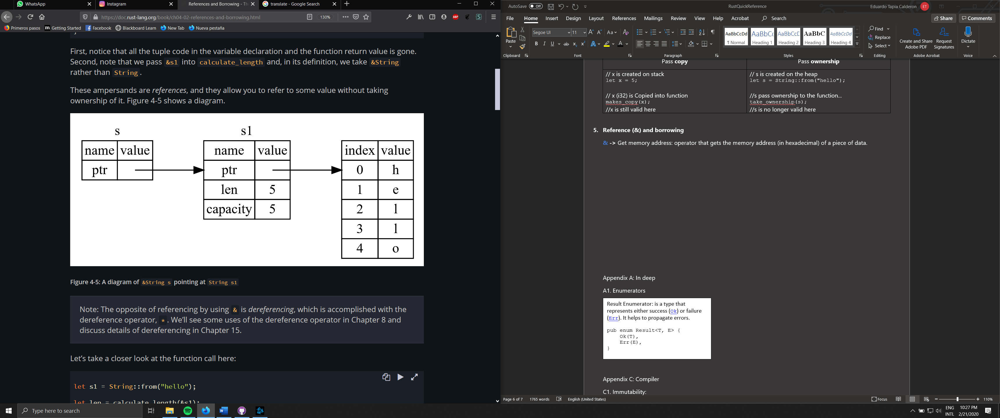 WhatsApp
Instagram
References and Borrowing - Th
translate - Google Search
https://doc.rust-lang.org/book/ch04-02-references-and-borrowing.html
130%
ABP
Primeros pasos
Getting Started
Facebook
Blackboard Learn
New Tab
Nueva pestaña
First, notice that all the tuple code in the variable declaration and the function return value is gone.
Second, note that we pass &s1 into calculate_length and, in its definition, we take &String
rather than String.
These ampersands are references, and they allow you to refer to some value without taking
ownership of it. Figure 4-5 shows a diagram.
s
name value
ptr
s1
name value
ptr
len 5
capacity 5
index value
0 h
1 e
2 l
3 l
4 o
Figure 4-5: A diagram of &String s pointing at String s1
Note: The opposite of referencing by using & is dereferencing, which is accomplished with the
dereference operator, *. We’ll see some uses of the dereference operator in Chapter 8 and
discuss details of dereferencing in Chapter 15.
Let’s take a closer look at the function call here:
let s1 = String::from("hello");
let len = calculate_length(&s1);
AutoSave Off
RustQuickReference
Eduardo Tapia Calderon ET
File Home Insert Design Layout References Mailings Review View Help Acrobat Search
Share Comments
Paste
Segoe UI 11
AaBbCcDd AaBbC AaBbCcE AaBbC AaBbCcDd
¶ Normal Heading 1 Heading 2 Heading 3 Heading 4
Find
Replace
Select
Create and Share
Adobe PDF
Request
Signatures
Dictate
Clipboard Font Paragraph Styles Editing Adobe Acrobat Voice
Pass copy
// x is created on stack
let x = 5;
// x (i32) is Copied into function
makes_copy(x);
//x is still valid here
Pass ownership
// s is created on the heap
let s = String::from("hello");
//s pass ownership to the function...
take_ownership(s);
//s is no longer valid here
5. Reference (&) and borrowing
& -> Get memory address: operator that gets the memory address (in hexadecimal) of a piece of data.
Appendix A: In deep
A1. Enumerators
Result Enumerator: is a type that
represents either success (Ok) or failure
(Err). It helps to propagate errors.
pub enum Result<T, E> {
Ok(T),
Err(E),
}
Appendix C: Compiler
C1. Immutability:
Page 6 of 7 1765 words English (United States)
Focus
110%
Type here to search
ENG
INTL
10:27 PM
2/21/2020